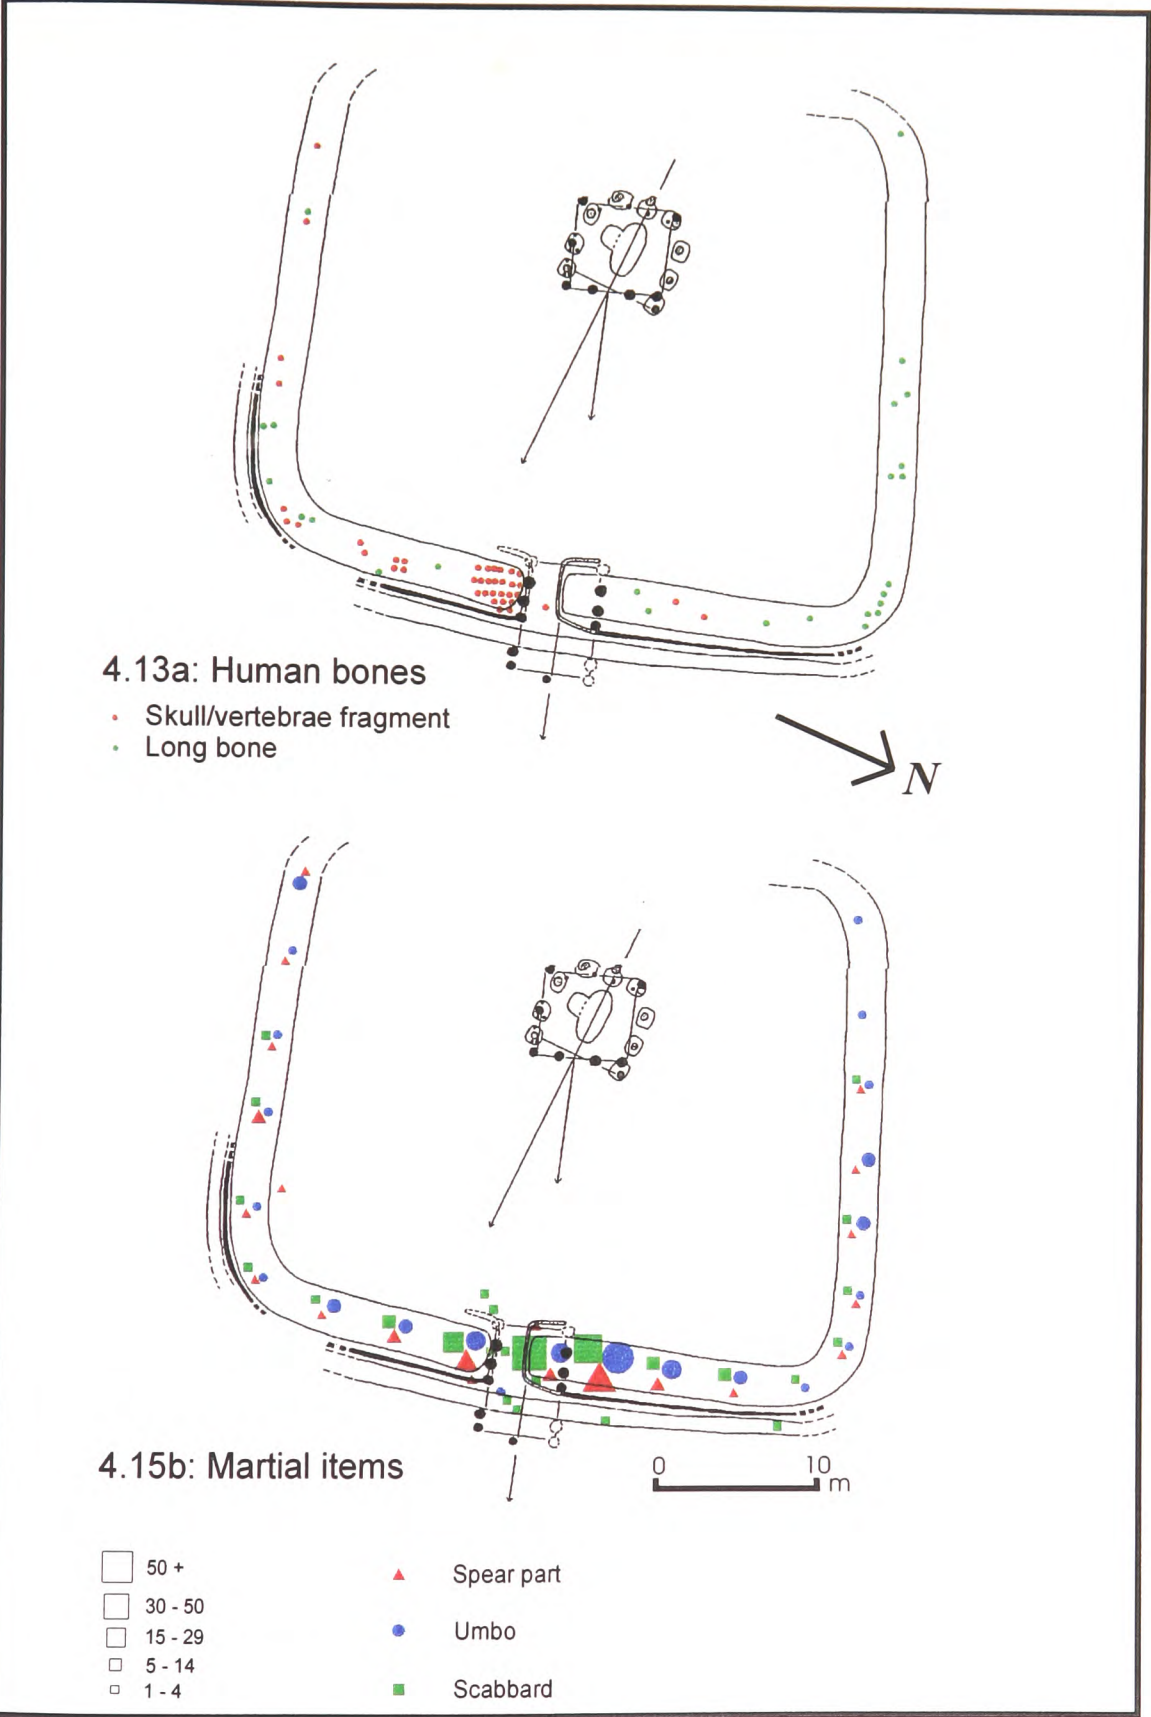 4.13a: Human bones
Skull/vertebrae fragment
Long bone
N
4.15b: Martial items
0 10
m
50 +
30 - 50
15 - 29
5 - 14
1 - 4
Spear part
Umbo
Scabbard